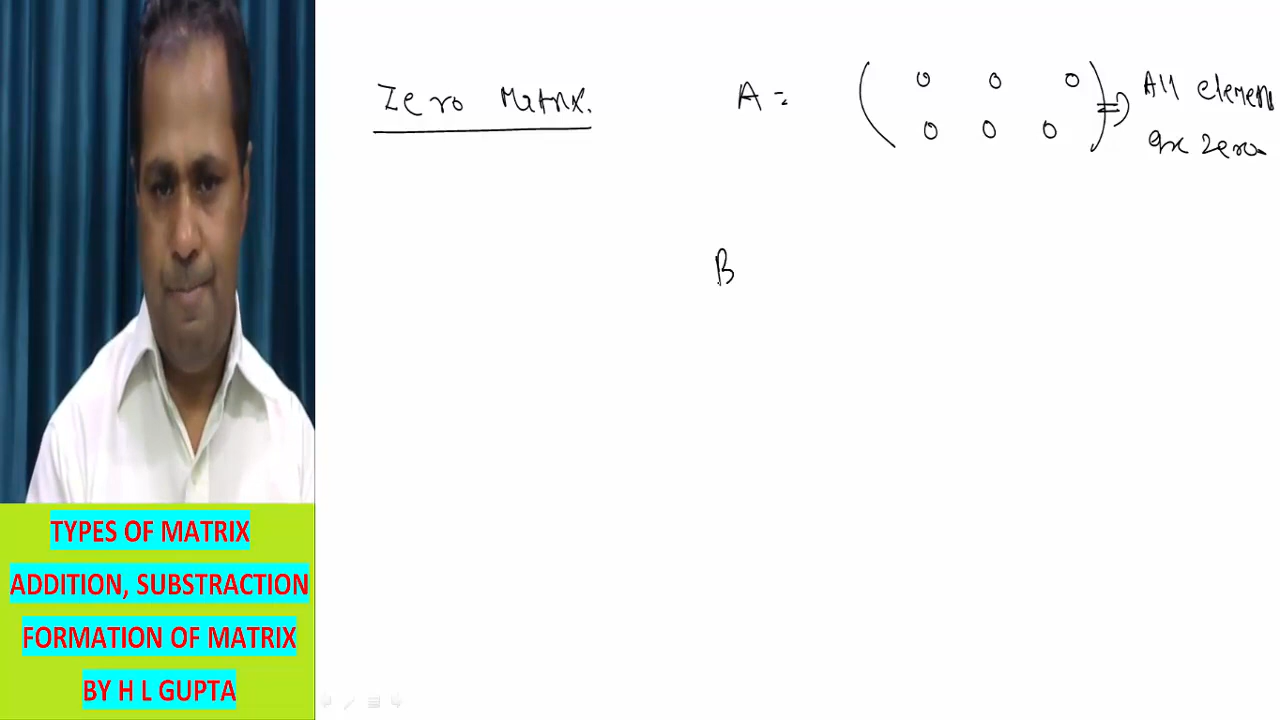 Zero Matrix.
A = ( 0 0 0
0 0 0 ) ⇒ All element
are zero
B
TYPES OF MATRIX
ADDITION, SUBSTRACTION
FORMATION OF MATRIX
BY H L GUPTA